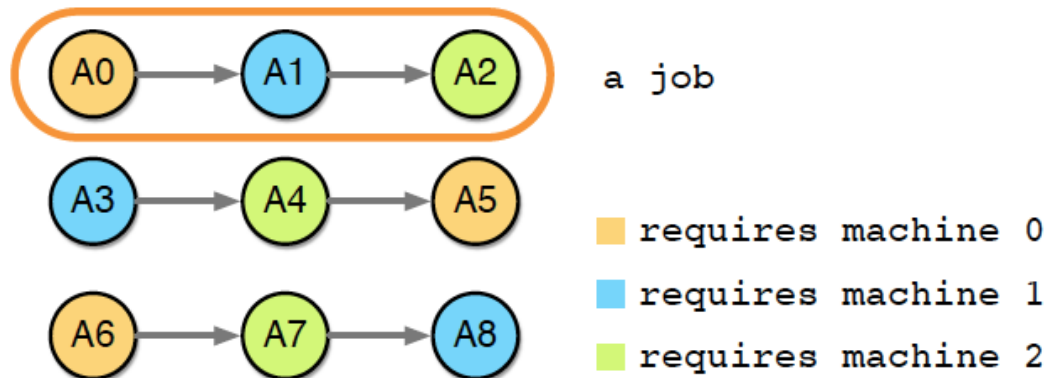 A0 A1 A2 a job
A3 A4 A5
requires machine 0
requires machine 1
A6 A7 A8
requires machine 2